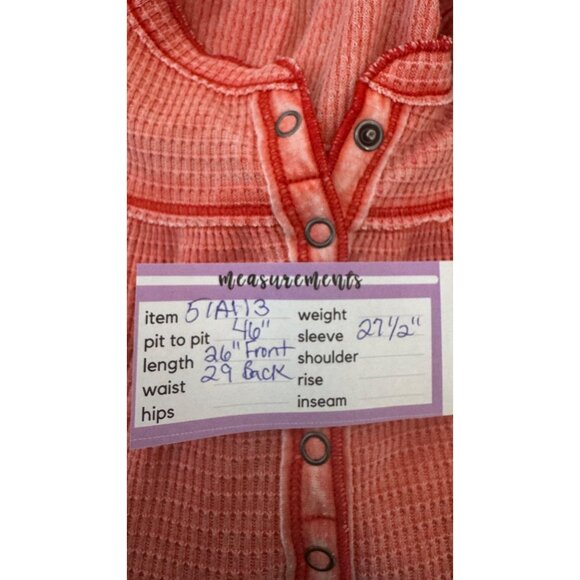 measurements
item 51A113
pit to pit 46"
length 26" Front
29 Back
waist
hips
weight
sleeve 27 1/2"
shoulder
rise
inseam